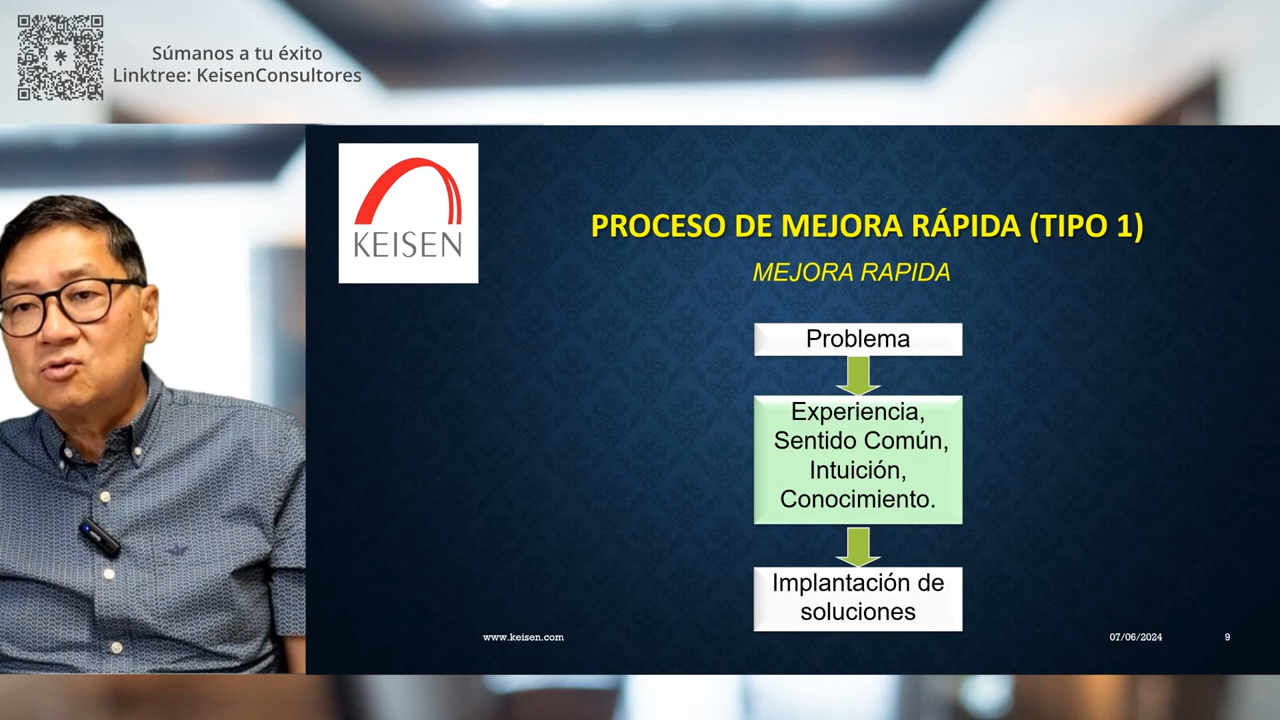 Súmanos a tu éxito
Linktree: KeisenConsultores
KEISEN
PROCESO DE MEJORA RÁPIDA (TIPO 1)
MEJORA RAPIDA
Problema
Experiencia,
Sentido Común,
Intuición,
Conocimiento.
Implantación de
soluciones
www.keisen.com
07/06/2024
9